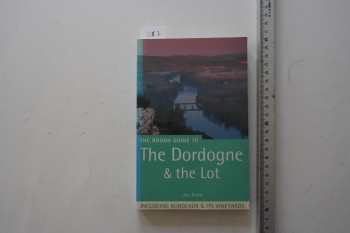 THE ROUGH GUIDE TO
The Dordogne
& the Lot
INCLUDING BORDEAUX & ITS VINEYARDS